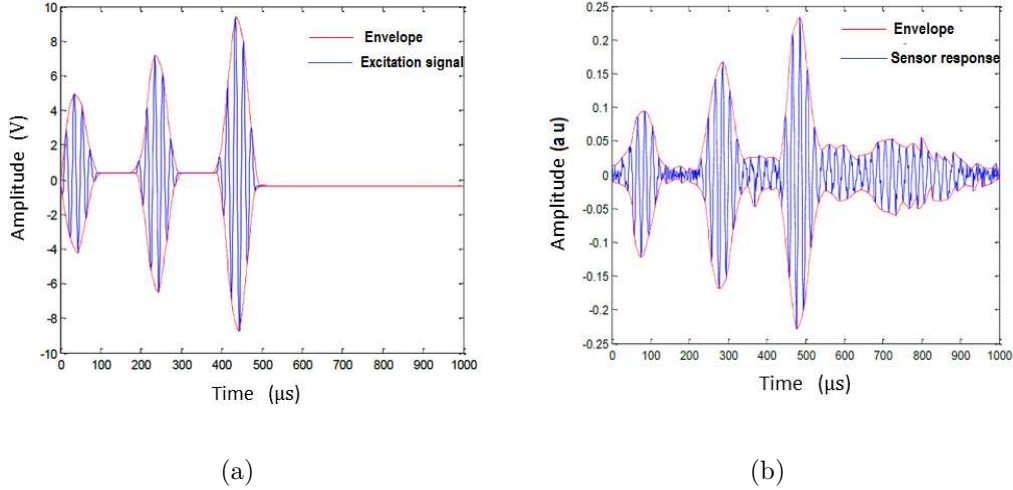 10
8
6
4
2
0
-2
-4
-6
-8
-10
0 100 200 300 400 500 600 700 800 900 1000
Amplitude (V)
Time (μs)
Envelope
Excitation signal
(a)
0.25
0.2
0.15
0.1
0.05
0
-0.05
-0.1
-0.15
-0.2
-0.25
0 100 200 300 400 500 600 700 800 900 1000
Amplitude (a u)
Time (μs)
Envelope
Sensor response
(b)